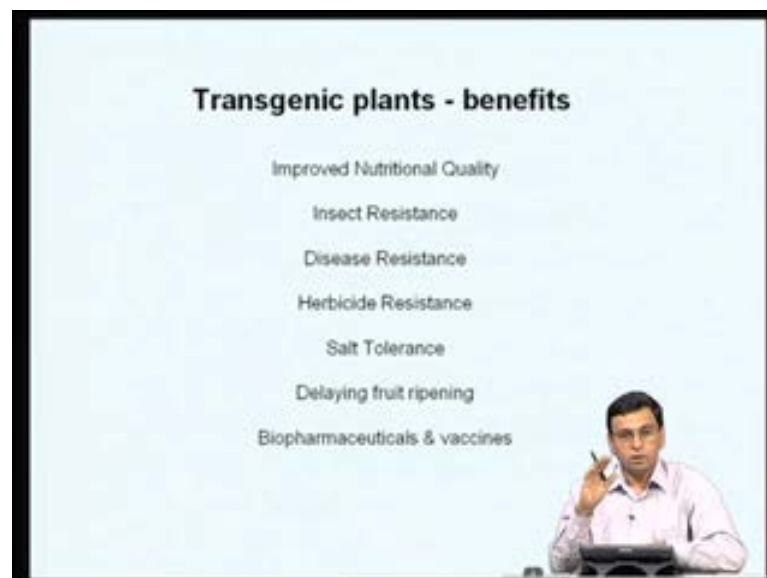 Transgenic plants - benefits
Improved Nutritional Quality
Insect Resistance
Disease Resistance
Herbicide Resistance
Salt Tolerance
Delaying fruit ripening
Biopharmaceuticals & vaccines